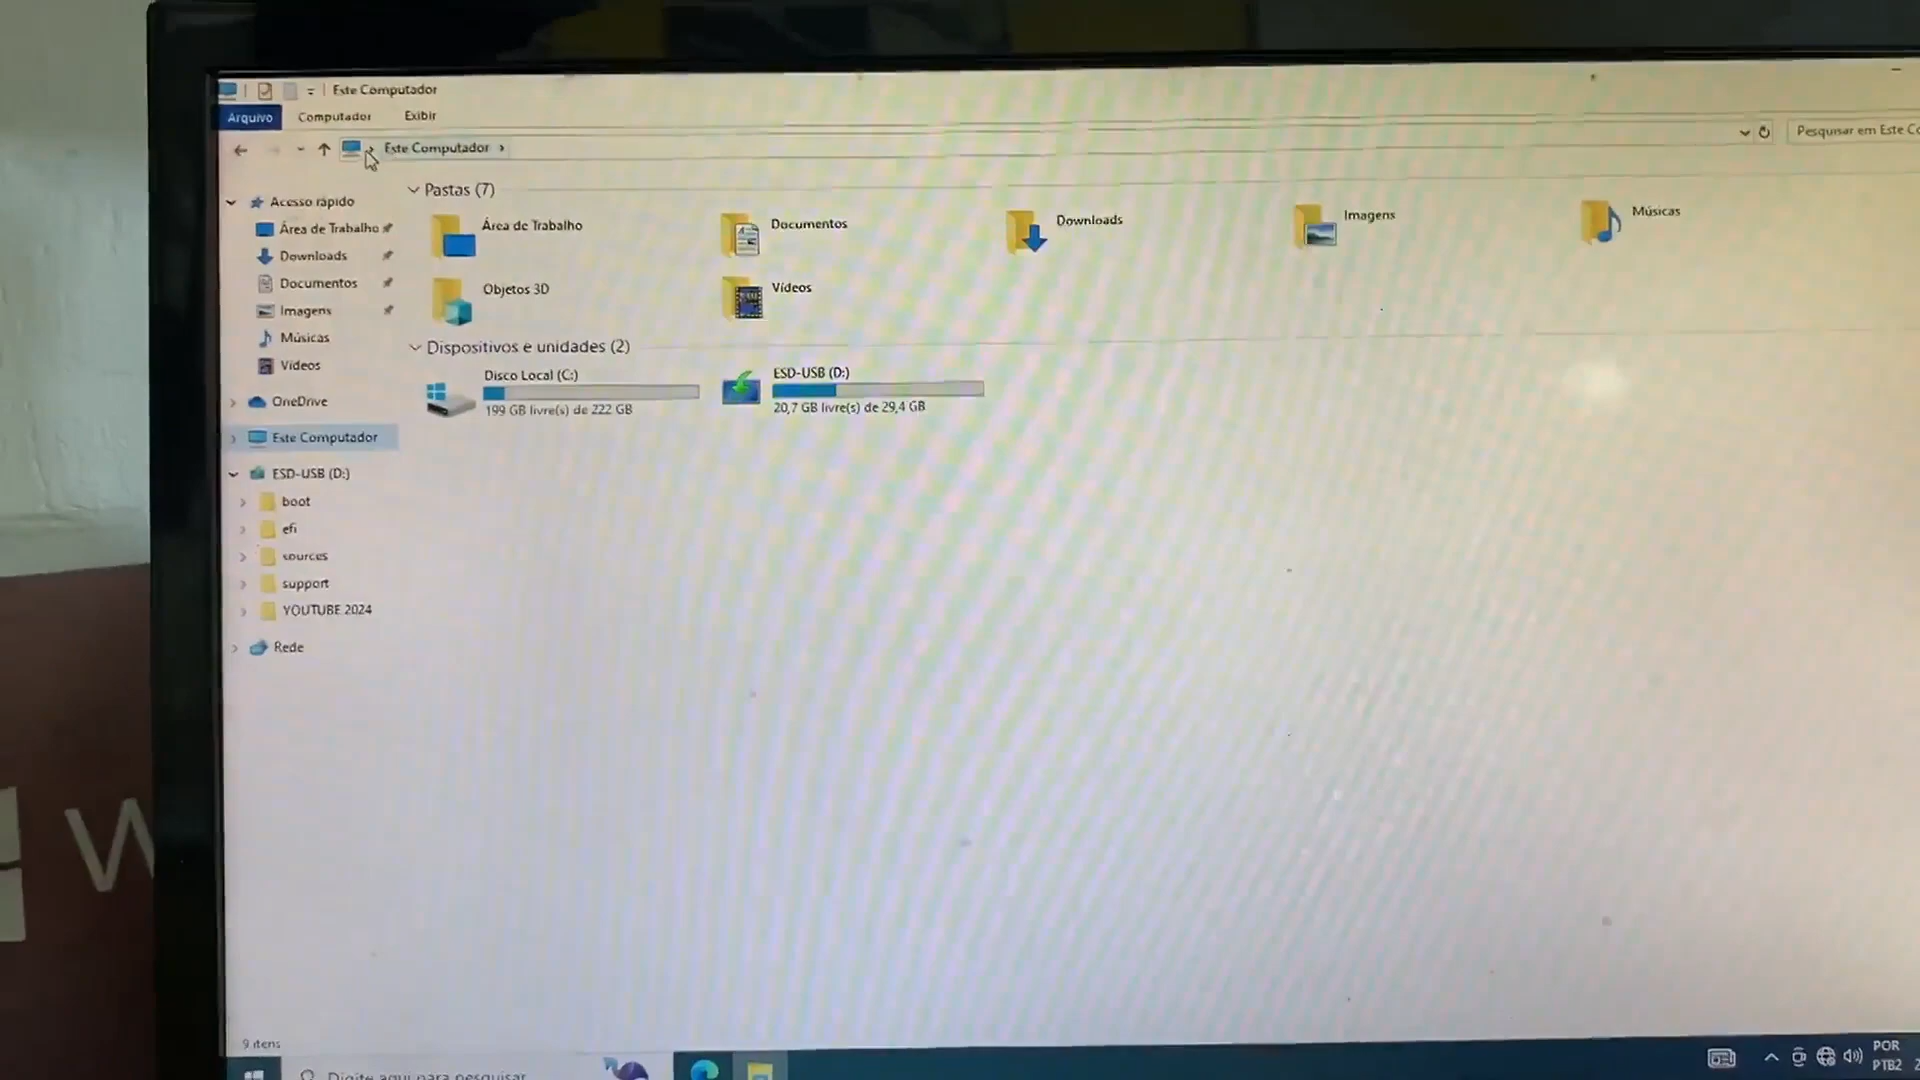 Este Computador
Arquivo Computador Exibir
Este Computador
Pesquisar em Este Co
Acesso rápido
Área de Trabalho
Downloads
Documentos
Imagens
Músicas
Vídeos
OneDrive
Este Computador
ESD-USB (D:)
boot
efi
sources
support
YOUTUBE 2024
Rede
Pastas (7)
Área de Trabalho
Documentos
Downloads
Imagens
Músicas
Objetos 3D
Vídeos
Dispositivos e unidades (2)
Disco Local (C:)
199 GB livre(s) de 222 GB
ESD-USB (D:)
20,7 GB livre(s) de 29,4 GB
9 itens
Digite aqui para pesquisar
POR
PTB2
W